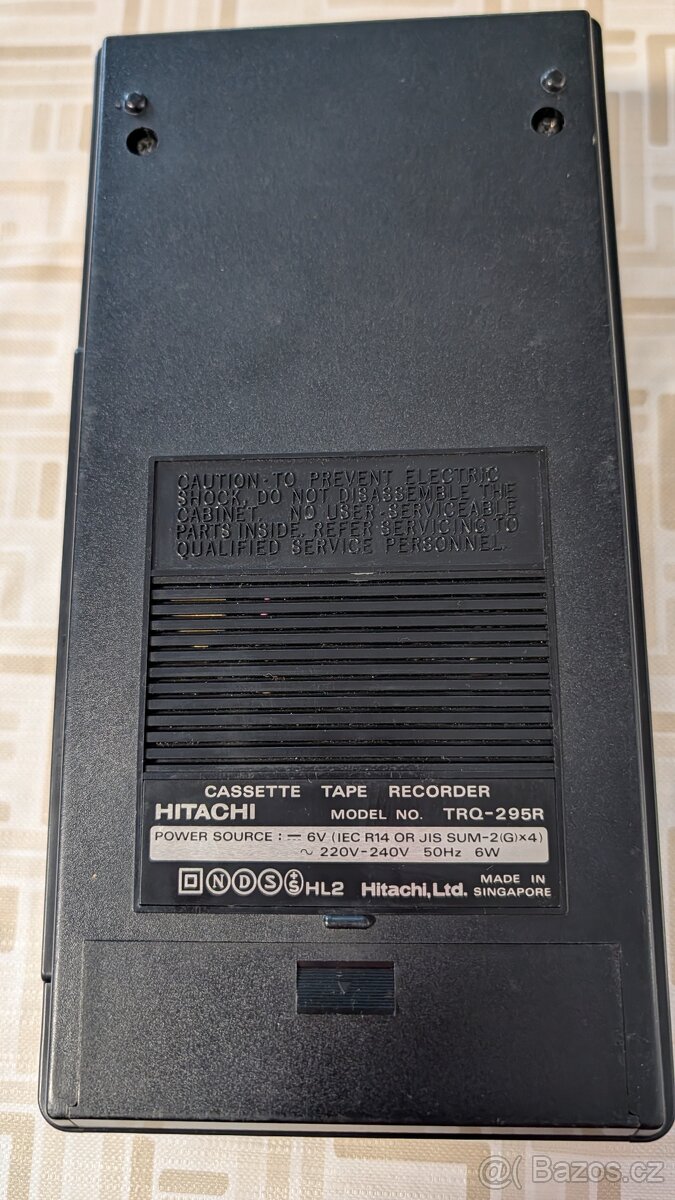 CAUTION-TO PREVENT ELECTRIC
SHOCK, DO NOT DISASSEMBLE THE
CABINET. NO USER-SERVICEABLE
PARTS INSIDE. REFER SERVICING TO
QUALIFIED SERVICE PERSONNEL.
CASSETTE TAPE RECORDER
HITACHI MODEL NO. TRQ-295R
POWER SOURCE : ⎓ 6V (IEC R14 OR JIS SUM-2(G)×4)
~ 220V-240V 50Hz 6W
N D S S HL2 Hitachi, Ltd. MADE IN SINGAPORE
Bazos.cz